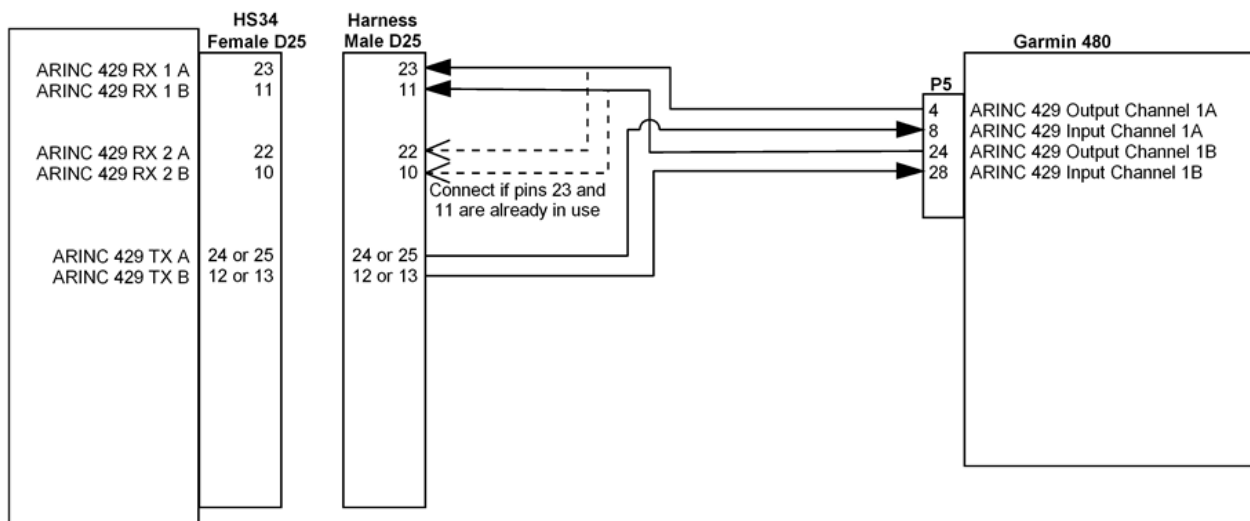 HS34
Female D25
Harness
Male D25
Garmin 480
P5
ARINC 429 RX 1 A 23
ARINC 429 RX 1 B 11
ARINC 429 RX 2 A 22
ARINC 429 RX 2 B 10
ARINC 429 TX A 24 or 25
ARINC 429 TX B 12 or 13
23
11
22
10
Connect if pins 23 and
11 are already in use
24 or 25
12 or 13
4 ARINC 429 Output Channel 1A
8 ARINC 429 Input Channel 1A
24 ARINC 429 Output Channel 1B
28 ARINC 429 Input Channel 1B